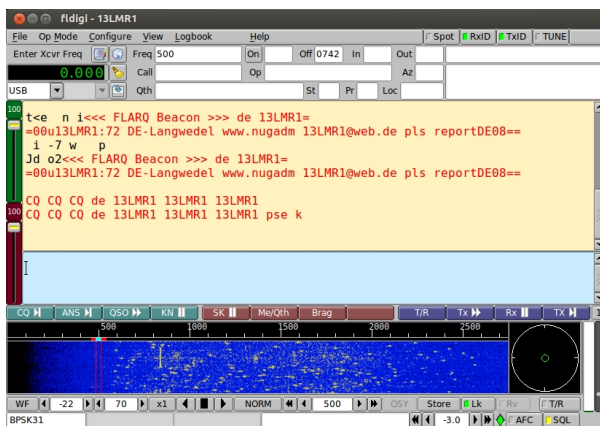 fldigi - 13LMR1
File Op Mode Configure View Logbook Help Spot RxID TxID TUNE
Enter Xcvr Freq Freq 500 On Off 0742 In Out
0.000 Call Op Az
USB Qth St Pr Loc
100
t<e  n i<<< FLARQ Beacon >>> de 13LMR1=
=00u13LMR1:72 DE-Langwedel www.nugadm 13LMR1@web.de pls reportDE08==
i -7 w   p
Jd o2<<< FLARQ Beacon >>> de 13LMR1=
=00u13LMR1:72 DE-Langwedel www.nugadm 13LMR1@web.de pls reportDE08==
CQ CQ CQ de 13LMR1 13LMR1 13LMR1
100
CQ CQ CQ de 13LMR1 13LMR1 13LMR1 pse k
CQ ANS QSO KN SK Me/Qth Brag T/R Tx Rx TX 1
500 1000 1500 2000 2500
WF -22 70 x1 NORM 500 QSY Store Lk Rv T/R
BPSK31 -3.0 AFC SQL